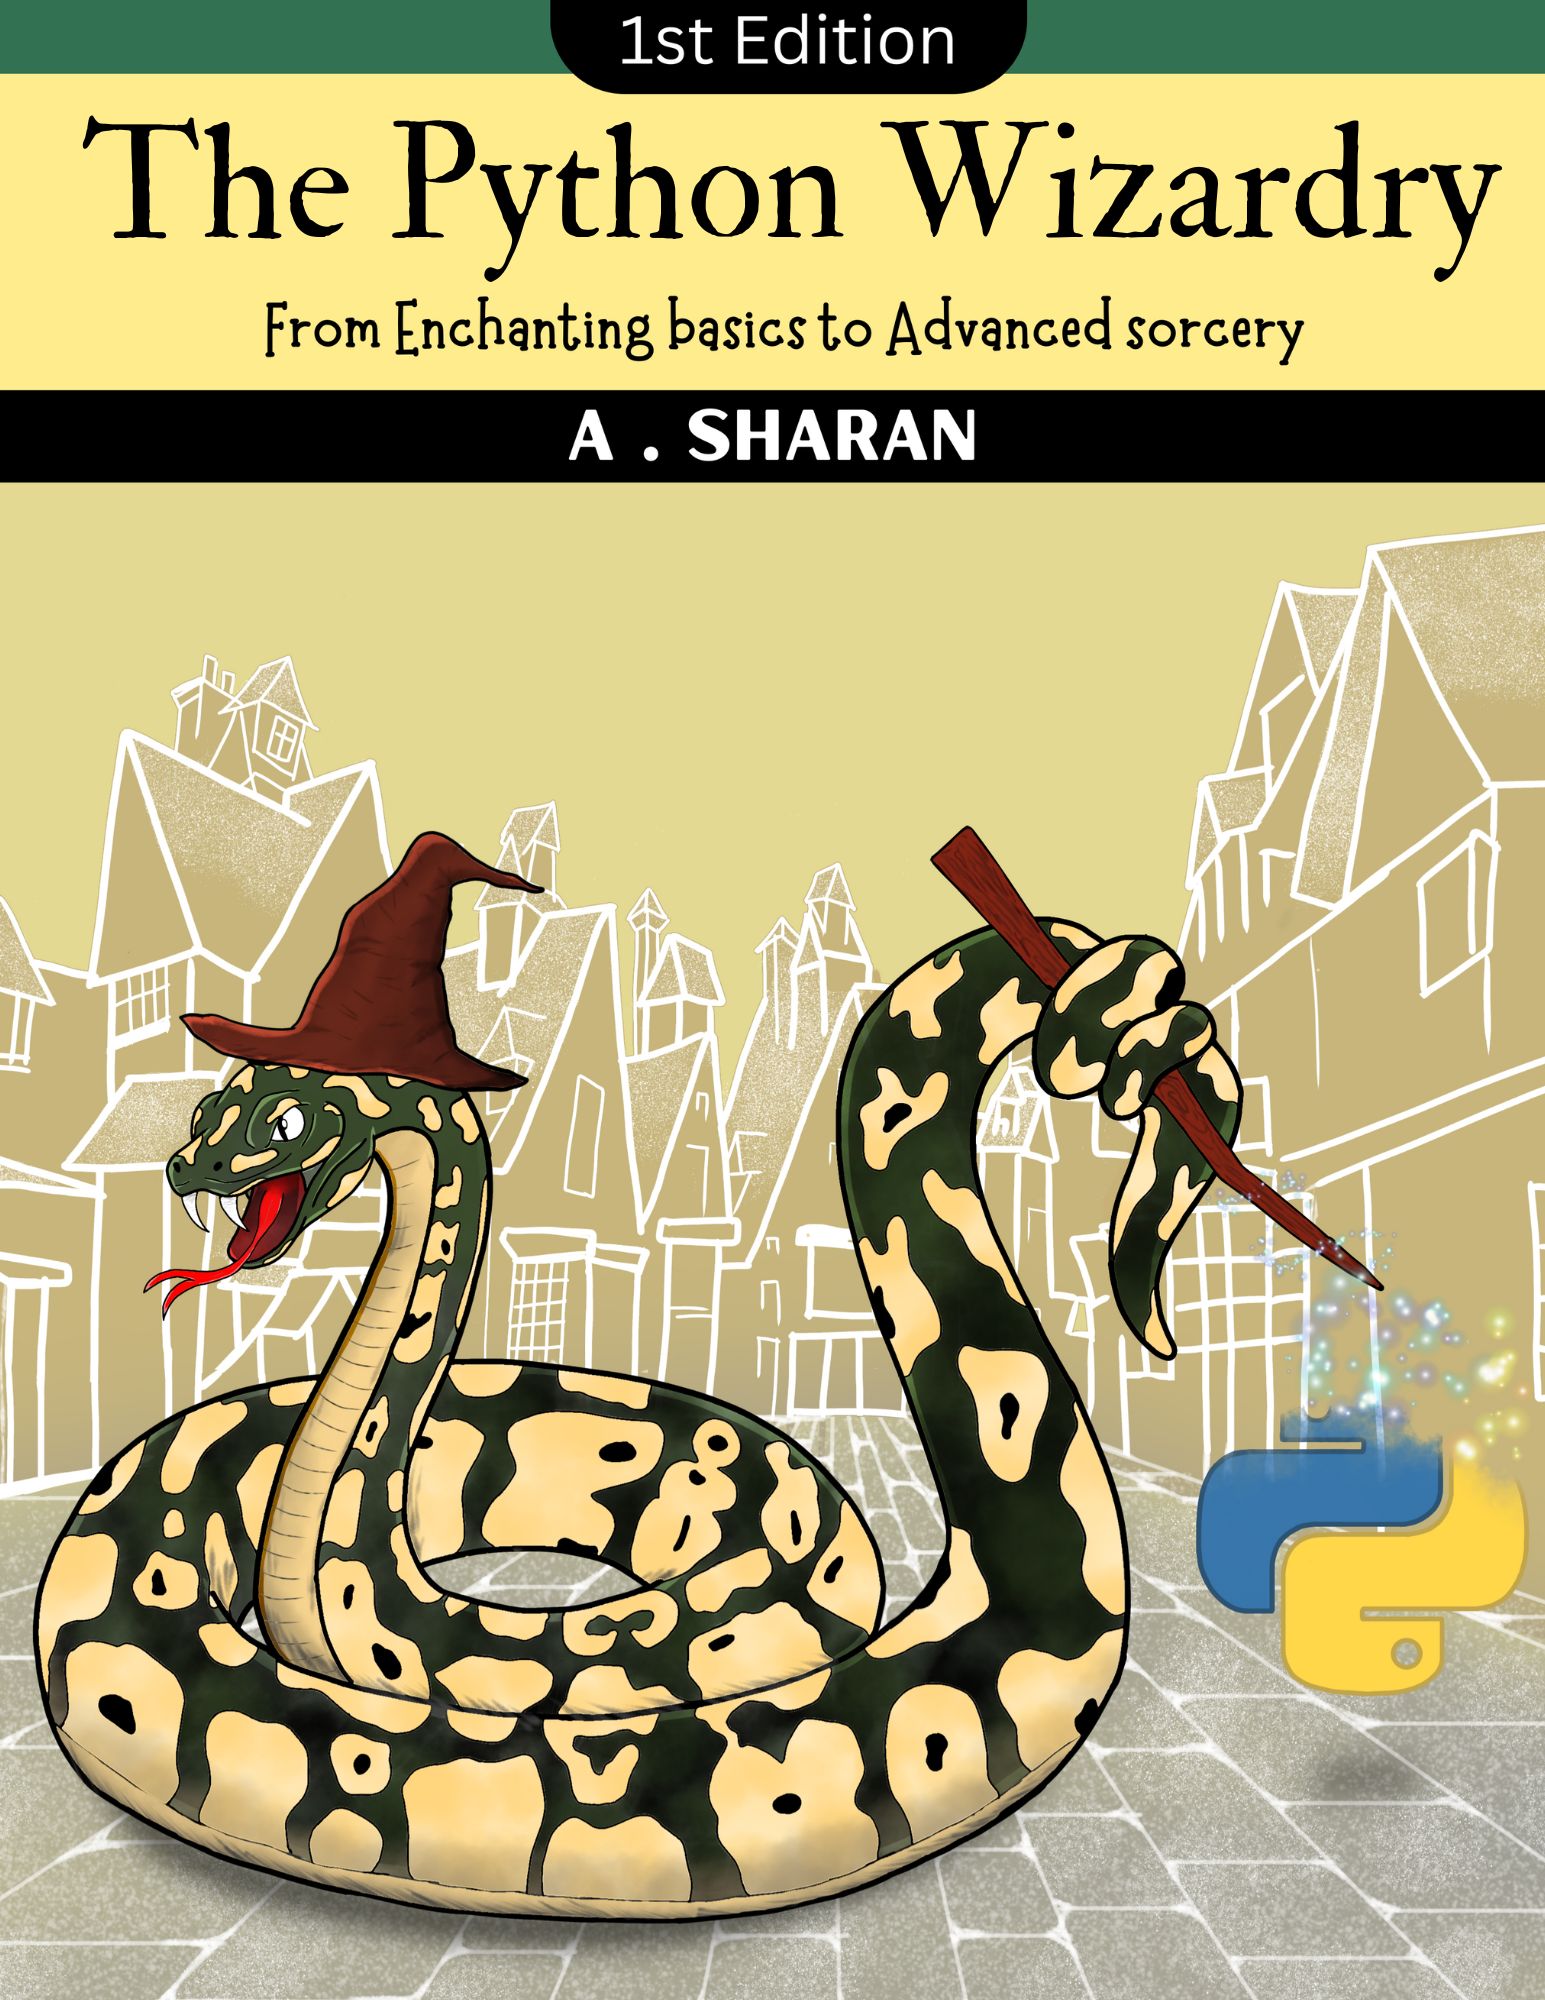 1st Edition
The Python Wizardry
From Enchanting basics to Advanced sorcery
A . SHARAN